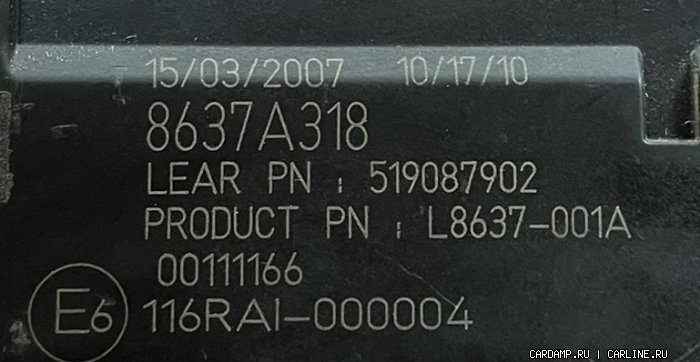 15/03/2007 10/17/10
8637A318
LEAR PN : 519087902
PRODUCT PN : L8637-001A
00111166
E6 116RAI-000004
CARDAMP.RU | CARLINE.RU